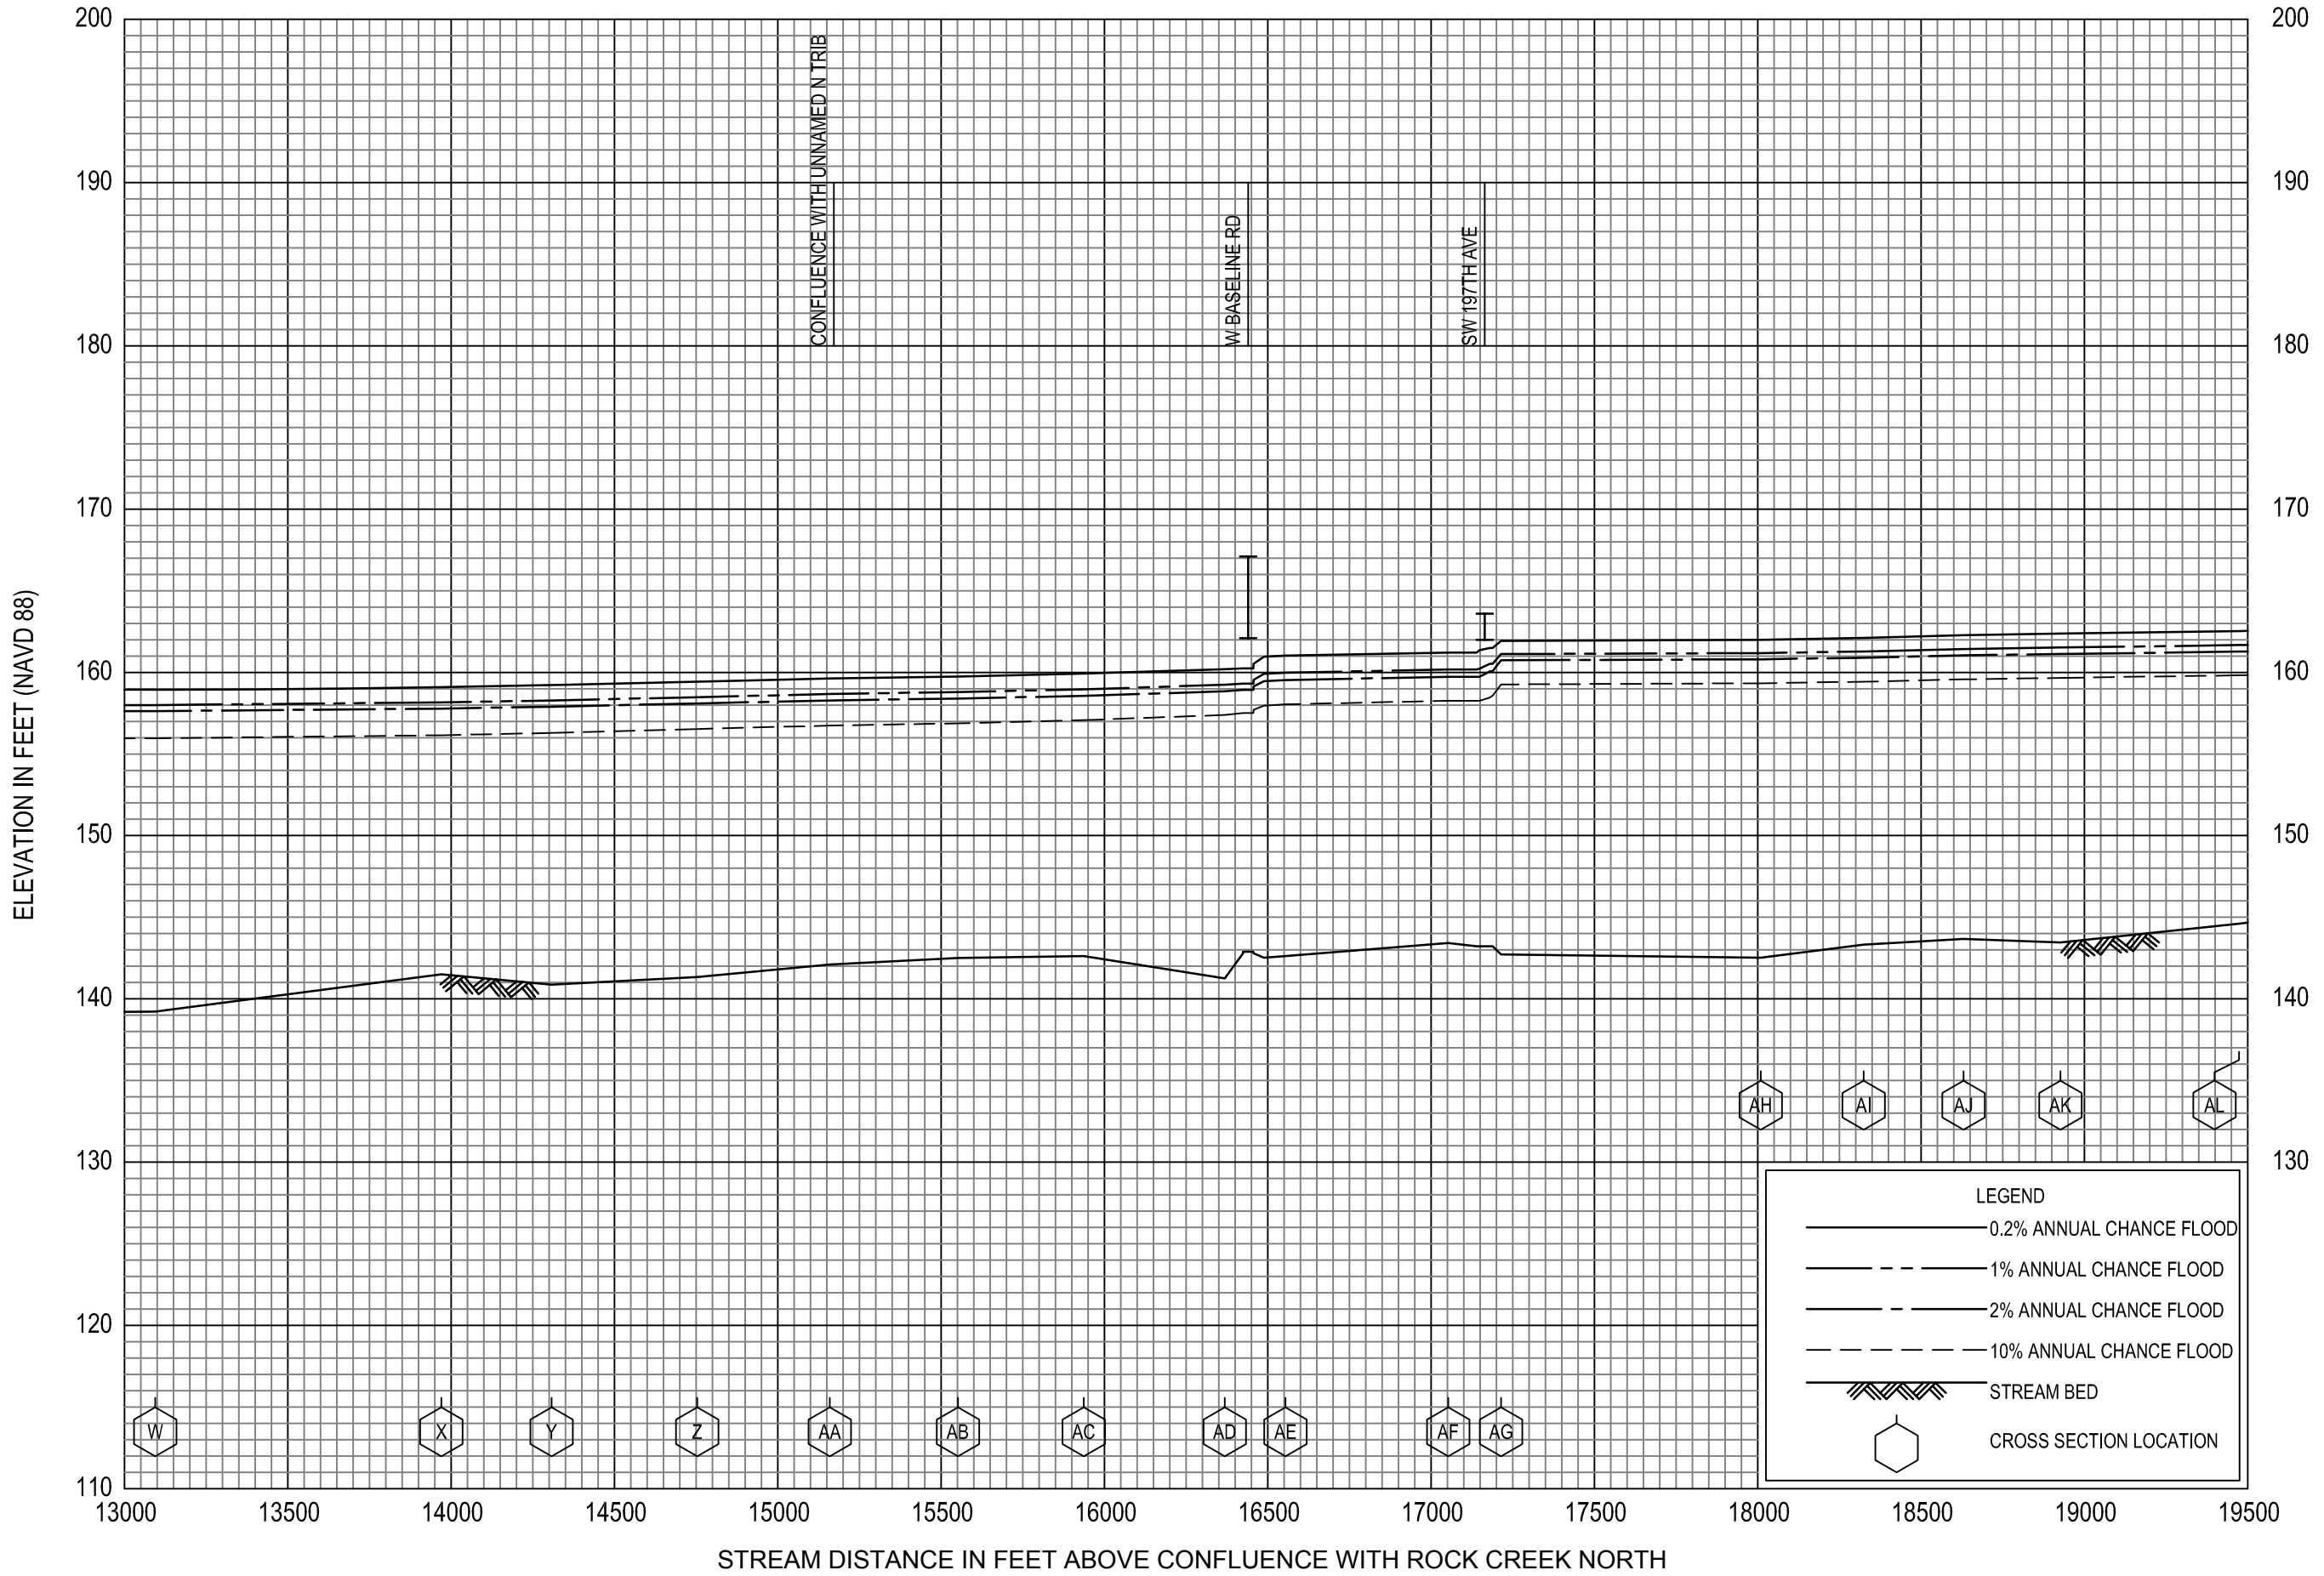 200
200
CONFLUENCE WITH UNNAMED N TRIB
190
190
W BASELINE RD
SW 197TH AVE
180
180
170
170
160
160
ELEVATION IN FEET (NAVD 88)
150
150
140
140
AH
AI
AJ
AK
AL
130
130
LEGEND
0.2% ANNUAL CHANCE FLOOD
1% ANNUAL CHANCE FLOOD
2% ANNUAL CHANCE FLOOD
10% ANNUAL CHANCE FLOOD
STREAM BED
CROSS SECTION LOCATION
120
W
X
Y
Z
AA
AB
AC
AD
AE
AF
AG
110
13000
13500
14000
14500
15000
15500
16000
16500
17000
17500
18000
18500
19000
19500
STREAM DISTANCE IN FEET ABOVE CONFLUENCE WITH ROCK CREEK NORTH